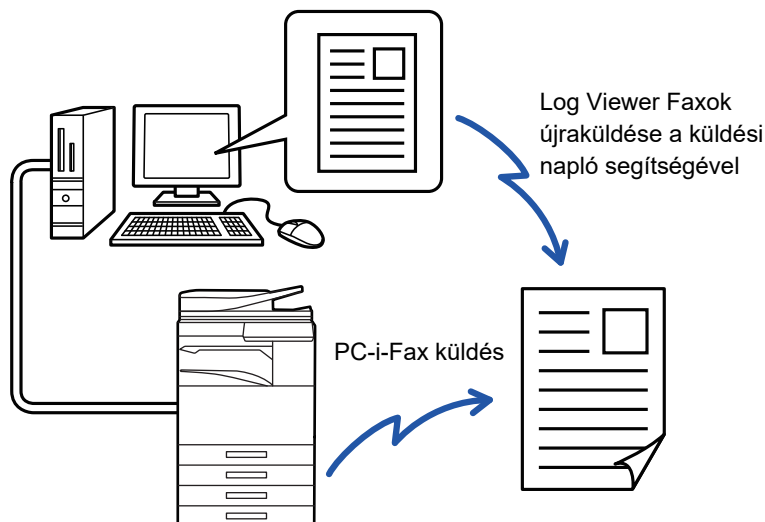 Log Viewer Faxok
újraküldése a küldési
napló segítségével
PC-i-Fax küldés